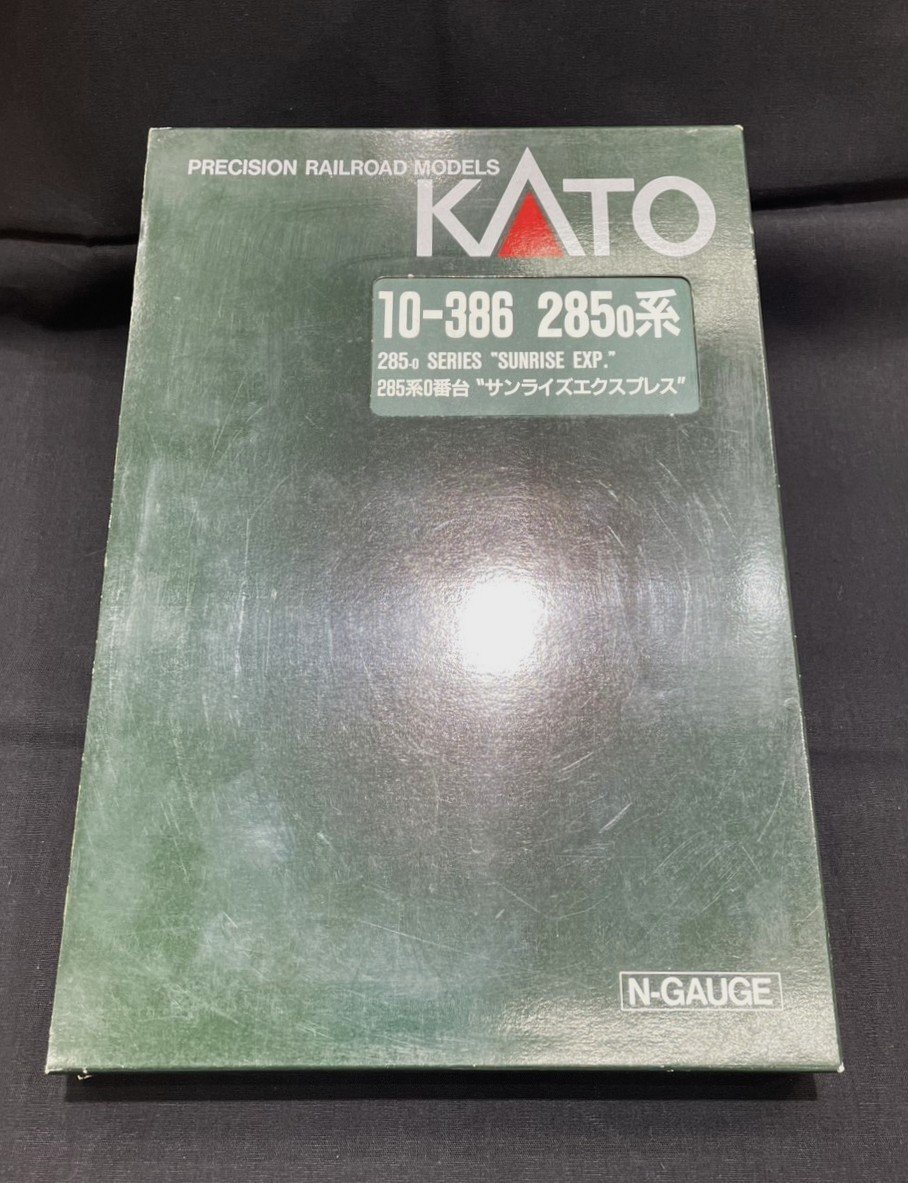 PRECISION RAILROAD MODELS
KATO
10-386 2850系
285-0 SERIES "SUNRISE EXP."
285系0番台 "サンライズエクスプレス"
N-GAUGE